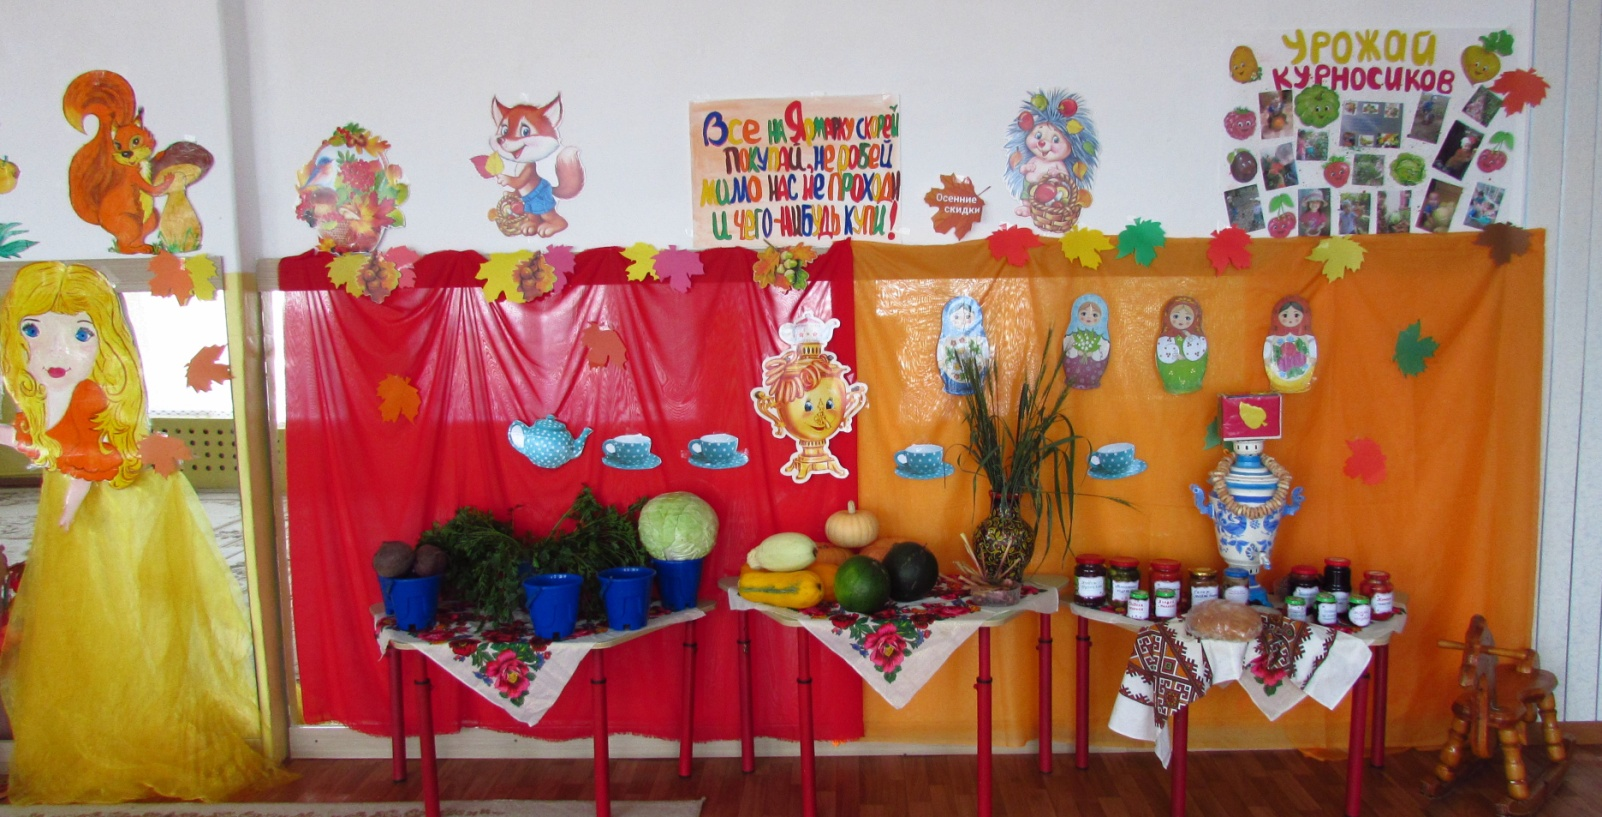 Все на Ярмарку скорей
покупай, не робей
мимо нас не проходи
и чего-нибудь купи!
Осенние
скидки
УРОЖАЙ
КУРНОСИКОВ